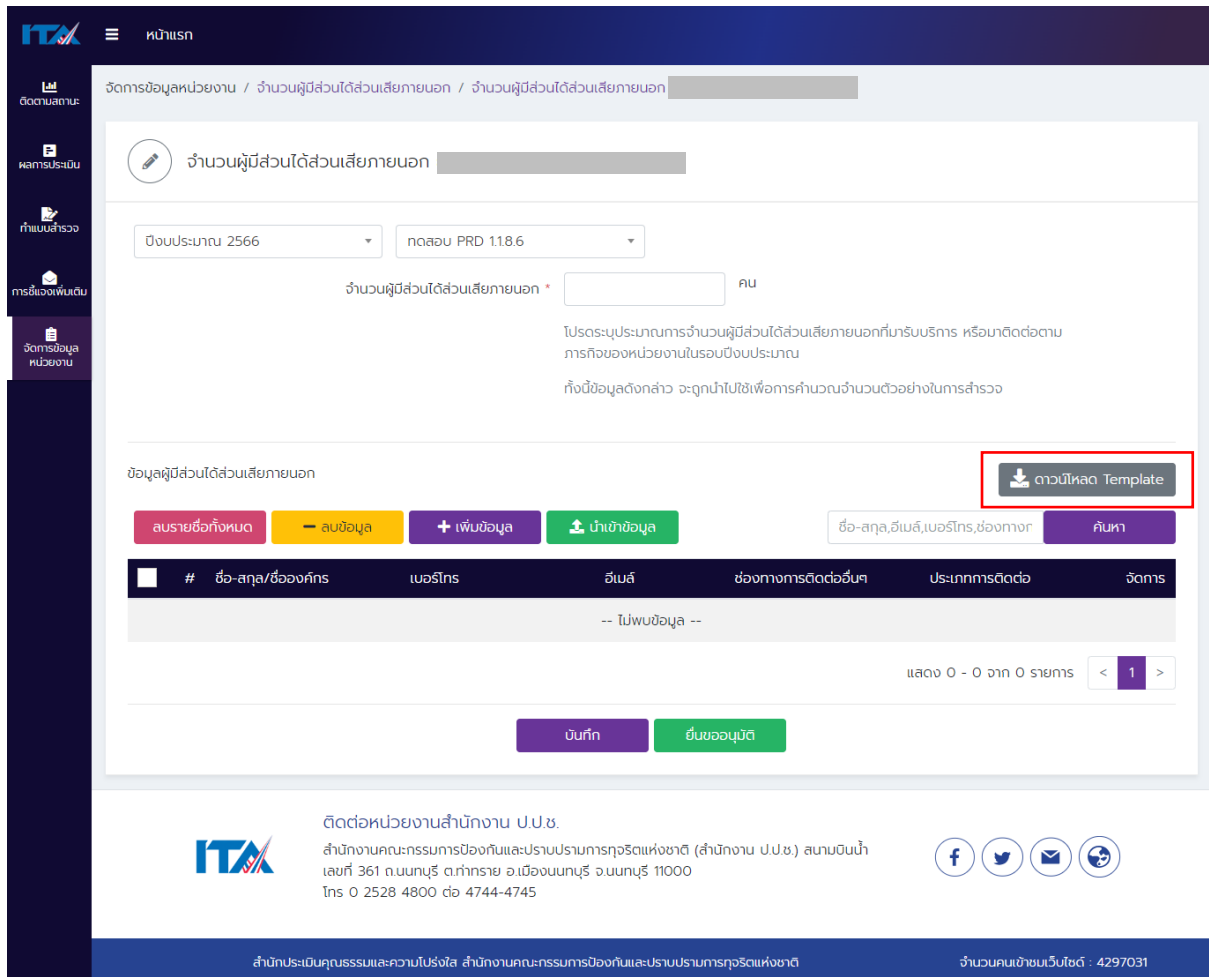 ITA
หน้าแรก
ติดตามสถานะ
ผลการประเมิน
ทำแบบสำรวจ
การชี้แจงเพิ่มเติม
จัดการข้อมูล
หน่วยงาน
จัดการข้อมูลหน่วยงาน / จำนวนผู้มีส่วนได้ส่วนเสียภายนอก / จำนวนผู้มีส่วนได้ส่วนเสียภายนอก
จำนวนผู้มีส่วนได้ส่วนเสียภายนอก
ปีงบประมาณ 2566
ทดสอบ PRD 1.1.8.6
จำนวนผู้มีส่วนได้ส่วนเสียภายนอก * คน
โปรดระบุประมาณการจำนวนผู้มีส่วนได้ส่วนเสียภายนอกที่มารับบริการ หรือมาติดต่อตาม
ภารกิจของหน่วยงานในรอบปีงบประมาณ
ทั้งนี้ข้อมูลดังกล่าว จะถูกนำไปใช้เพื่อการคำนวณจำนวนตัวอย่างในการสำรวจ
ข้อมูลผู้มีส่วนได้ส่วนเสียภายนอก
ดาวน์โหลด Template
ลบรายชื่อทั้งหมด ลบข้อมูล เพิ่มข้อมูล นำเข้าข้อมูล ชื่อ-สกุล,อีเมล์,เบอร์โทร,ช่องทางก ค้นหา
# ชื่อ-สกุล/ชื่อองค์กร เบอร์โทร อีเมล์ ช่องทางการติดต่ออื่นๆ ประเภทการติดต่อ จัดการ
-- ไม่พบข้อมูล --
แสดง 0 - 0 จาก 0 รายการ < 1 >
บันทึก ยื่นขออนุมัติ
ITA
ติดต่อหน่วยงานสำนักงาน ป.ป.ช.
สำนักงานคณะกรรมการป้องกันและปราบปรามการทุจริตแห่งชาติ (สำนักงาน ป.ป.ช.) สนามบินน้ำ
เลขที่ 361 ถ.นนทบุรี ต.ท่าทราย อ.เมืองนนทบุรี จ.นนทบุรี 11000
โทร 0 2528 4800 ต่อ 4744-4745
สำนักประเมินคุณธรรมและความโปร่งใส สำนักงานคณะกรรมการป้องกันและปราบปรามการทุจริตแห่งชาติ
จำนวนคนเข้าชมเว็บไซต์ : 4297031